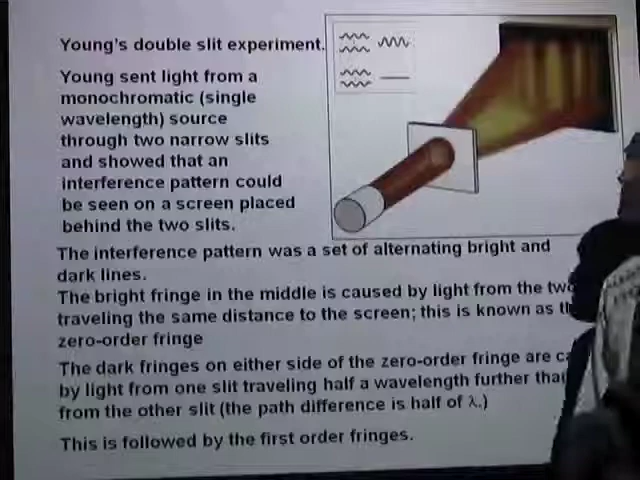 Young's double slit experiment.
Young sent light from a
monochromatic (single
wavelength) source
through two narrow slits
and showed that an
interference pattern could
be seen on a screen placed
behind the two slits.
The interference pattern was a set of alternating bright and
dark lines.
The bright fringe in the middle is caused by light from the two
traveling the same distance to the screen; this is known as
zero-order fringe
The dark fringes on either side of the zero-order fringe are
by light from one slit traveling half a wavelength further than
from the other slit (the path difference is half of λ.)
This is followed by the first order fringes.